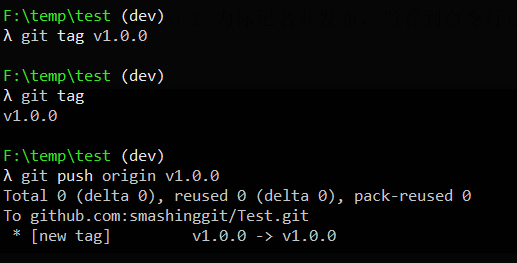 F:\temp\test (dev)
λ git tag v1.0.0
F:\temp\test (dev)
λ git tag
v1.0.0
F:\temp\test (dev)
λ git push origin v1.0.0
Total 0 (delta 0), reused 0 (delta 0), pack-reused 0
To github.com:smashinggit/Test.git
 * [new tag]         v1.0.0 -> v1.0.0